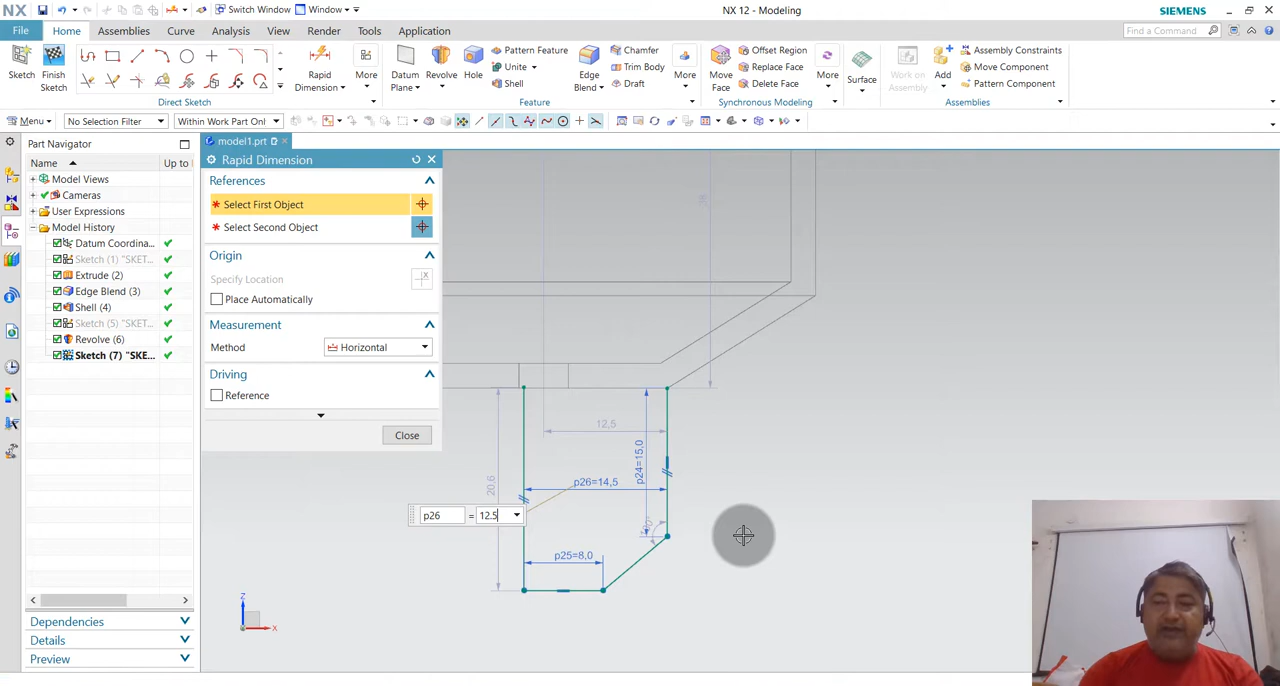 NX
Switch Window
Window
NX 12 - Modeling
SIEMENS
File
Home
Assemblies
Curve
Analysis
View
Render
Tools
Application
Find a Command
Sketch
Finish
Sketch
Direct Sketch
Rapid
Dimension
More
Datum
Plane
Revolve
Hole
Pattern Feature
Unite
Shell
Edge
Blend
Chamfer
Trim Body
Draft
More
Feature
Move
Face
Offset Region
Replace Face
Delete Face
More
Synchronous Modeling
Surface
Work on
Assembly
Add
Assembly Constraints
Move Component
Pattern Component
Assemblies
Menu
No Selection Filter
Within Work Part Only
Part Navigator
Name
Up to
Model Views
Cameras
User Expressions
Model History
Datum Coordina...
Sketch (1) "SKET...
Extrude (2)
Edge Blend (3)
Shell (4)
Sketch (5) "SKET...
Revolve (6)
Sketch (7) "SKE...
Dependencies
Details
Preview
model1.prt
Rapid Dimension
References
* Select First Object
* Select Second Object
Origin
Specify Location
Place Automatically
Measurement
Method
Horizontal
Driving
Reference
Close
12,5
p24=15,0
p26=14,5
20,6
p25=8,0
p26 = 12.5
Z
X